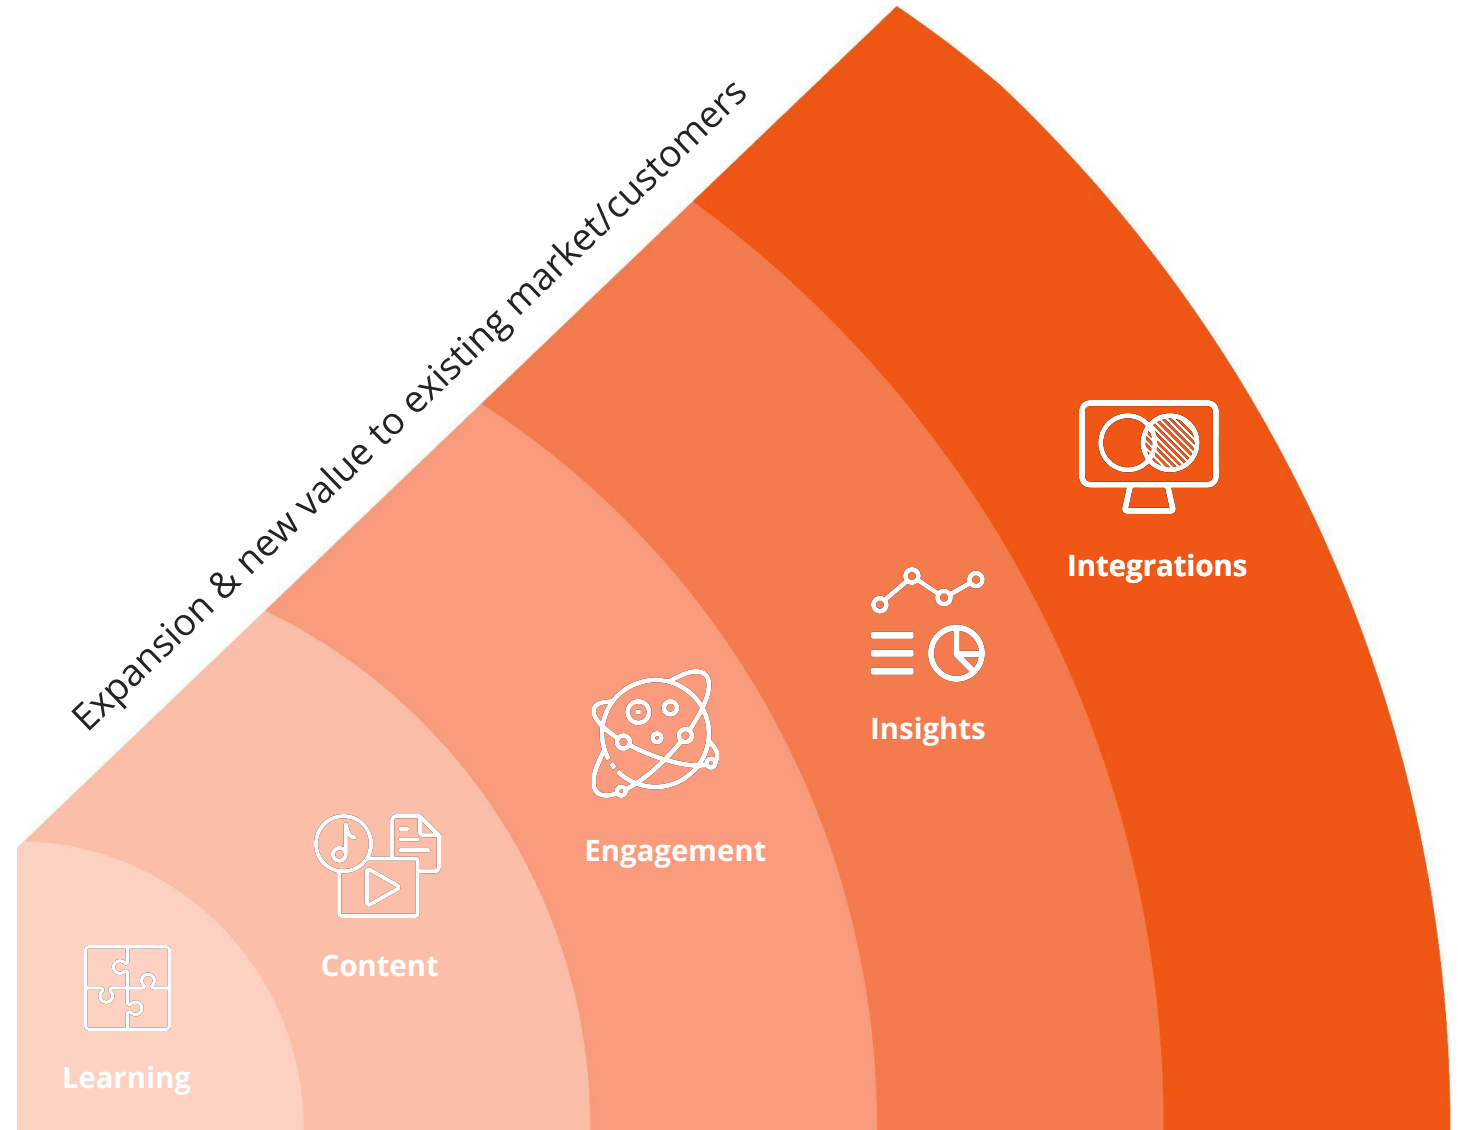 Expansion & new value to existing market/customers
Integrations
Insights
Engagement
Content
Learning